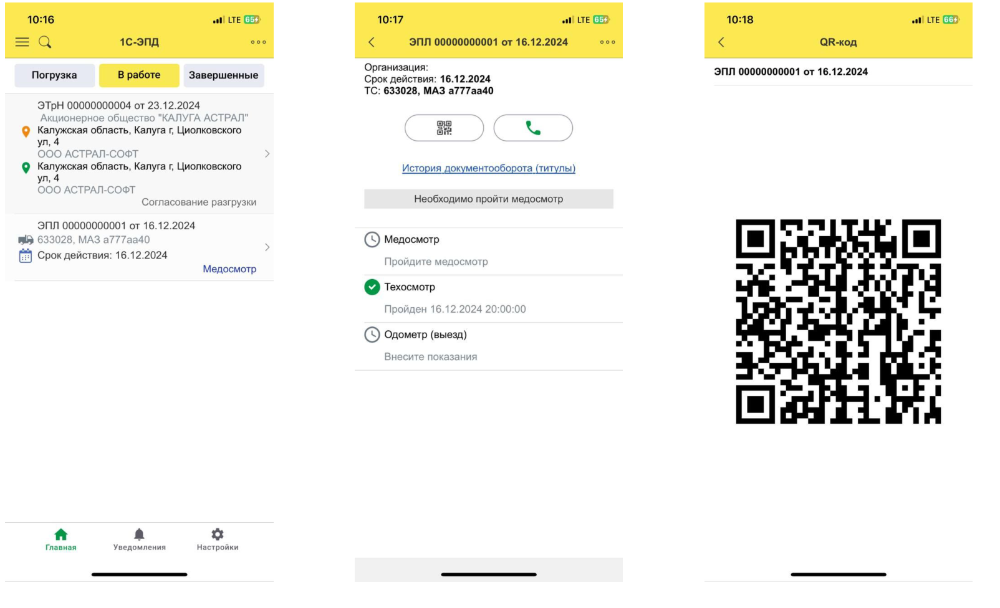 10:16
LTE 65
1С-ЭПД
Погрузка
В работе
Завершенные
ЭТрН 00000000004 от 23.12.2024
Акционерное общество "КАЛУГА АСТРАЛ"
Калужская область, Калуга г, Циолковского
ул, 4
ООО АСТРАЛ-СОФТ
Калужская область, Калуга г, Циолковского
ул, 4
ООО АСТРАЛ-СОФТ
Согласование разгрузки
ЭПЛ 00000000001 от 16.12.2024
633028, МАЗ а777аа40
Срок действия: 16.12.2024
Медосмотр
Главная
Уведомления
Настройки
10:17
LTE 65
ЭПЛ 00000000001 от 16.12.2024
Организация:
Срок действия: 16.12.2024
ТС: 633028, МАЗ а777аа40
История документооборота (титулы)
Необходимо пройти медосмотр
Медосмотр
Пройдите медосмотр
Техосмотр
Пройден 16.12.2024 20:00:00
Одометр (выезд)
Внесите показания
10:18
LTE 66
QR-код
ЭПЛ 00000000001 от 16.12.2024